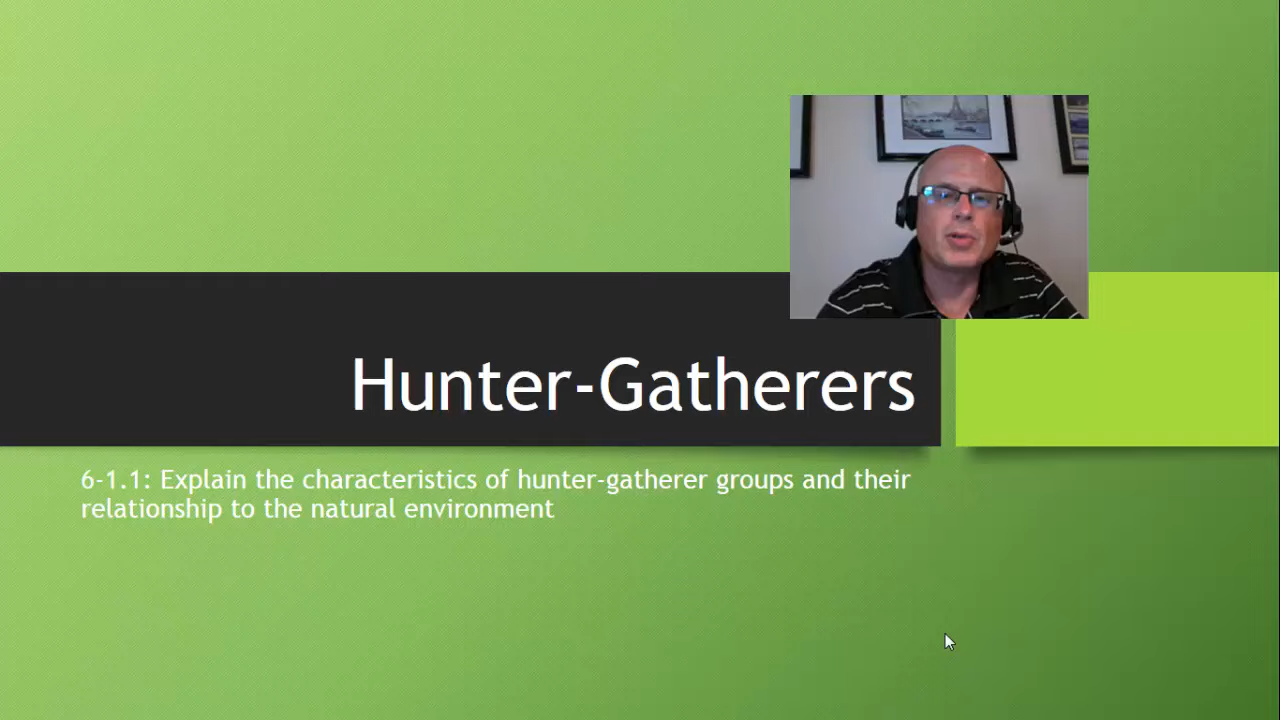 Hunter-Gatherers
6-1.1: Explain the characteristics of hunter-gatherer groups and their
relationship to the natural environment